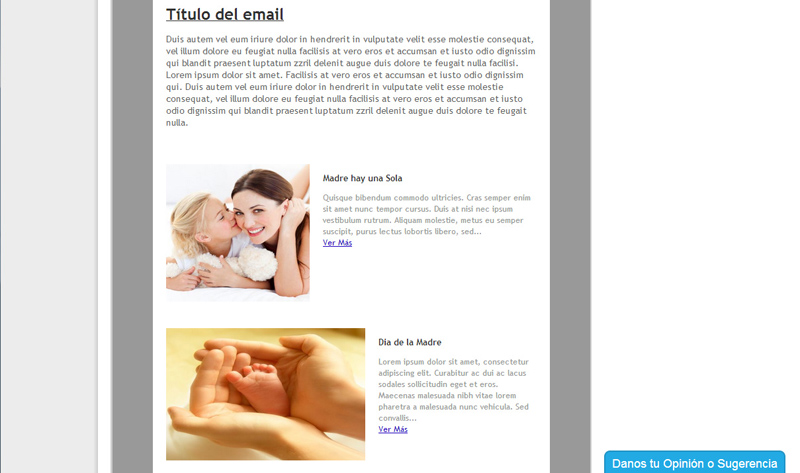 Título del email
Duis autem vel eum iriure dolor in hendrerit in vulputate velit esse molestie consequat,
vel illum dolore eu feugiat nulla facilisis at vero eros et accumsan et iusto odio dignissim
qui blandit praesent luptatum zzril delenit augue duis dolore te feugait nulla facilisi.
Lorem ipsum dolor sit amet. Facilisis at vero eros et accumsan et iusto odio dignissim
qui. Duis autem vel eum iriure dolor in hendrerit in vulputate velit esse molestie
consequat, vel illum dolore eu feugiat nulla facilisis at vero eros et accumsan et iusto
odio dignissim qui blandit praesent luptatum zzril delenit augue duis dolore te feugait
nulla.
Madre hay una Sola
Quisque bibendum commodo ultricies. Cras semper enim
sit amet nunc tempor cursus. Duis at nisi nec ipsum
vestibulum rutrum. Aliquam molestie, metus eu semper
suscipit, purus lectus lobortis libero, sed...
Ver Más
Día de la Madre
Lorem ipsum dolor sit amet, consectetur
adipiscing elit. Curabitur ac dui ac lacus
sodales sollicitudin eget et eros.
Maecenas malesuada nibh vitae lorem
pharetra a malesuada nunc vehicula. Sed
convallis...
Ver Más
Danos tu Opinión o Sugerencia